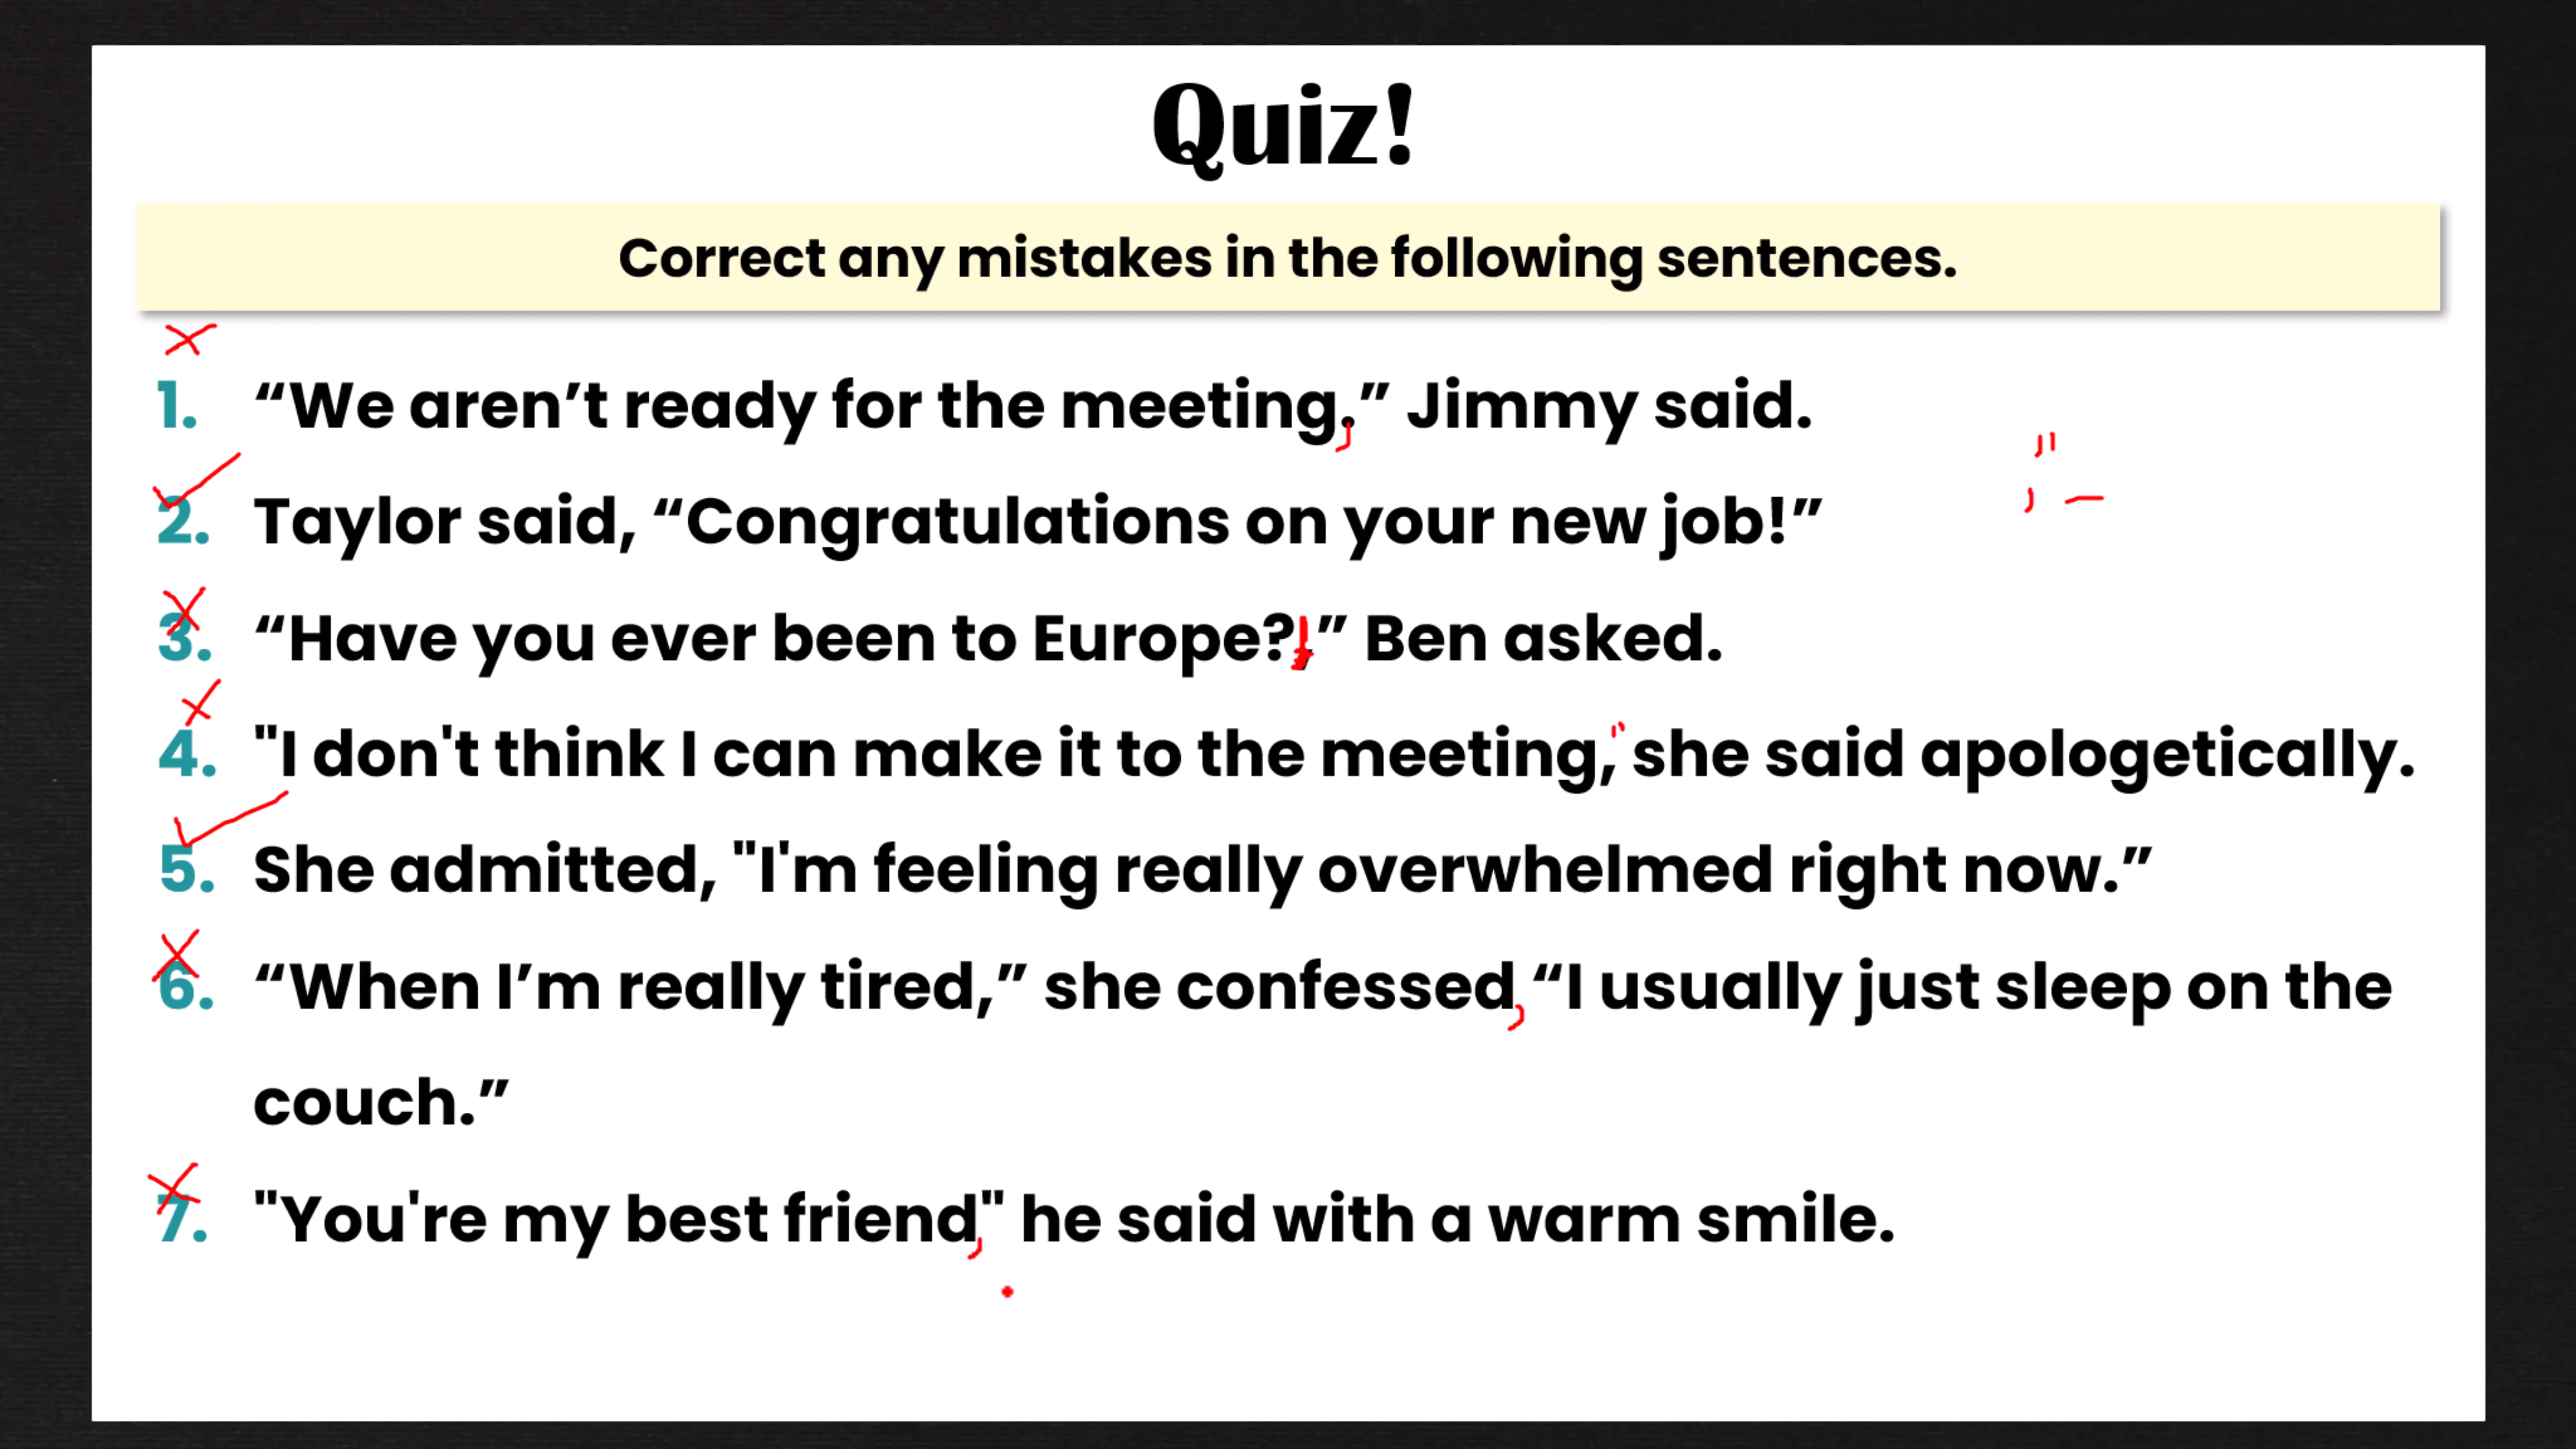 Quiz!
Correct any mistakes in the following sentences.
1. “We aren’t ready for the meeting.” Jimmy said.
2. Taylor said, “Congratulations on your new job!”
3. “Have you ever been to Europe?,” Ben asked.
4. "I don't think I can make it to the meeting," she said apologetically.
5. She admitted, "I'm feeling really overwhelmed right now.”
6. “When I’m really tired,” she confessed, “I usually just sleep on the
couch.”
7. "You're my best friend," he said with a warm smile.